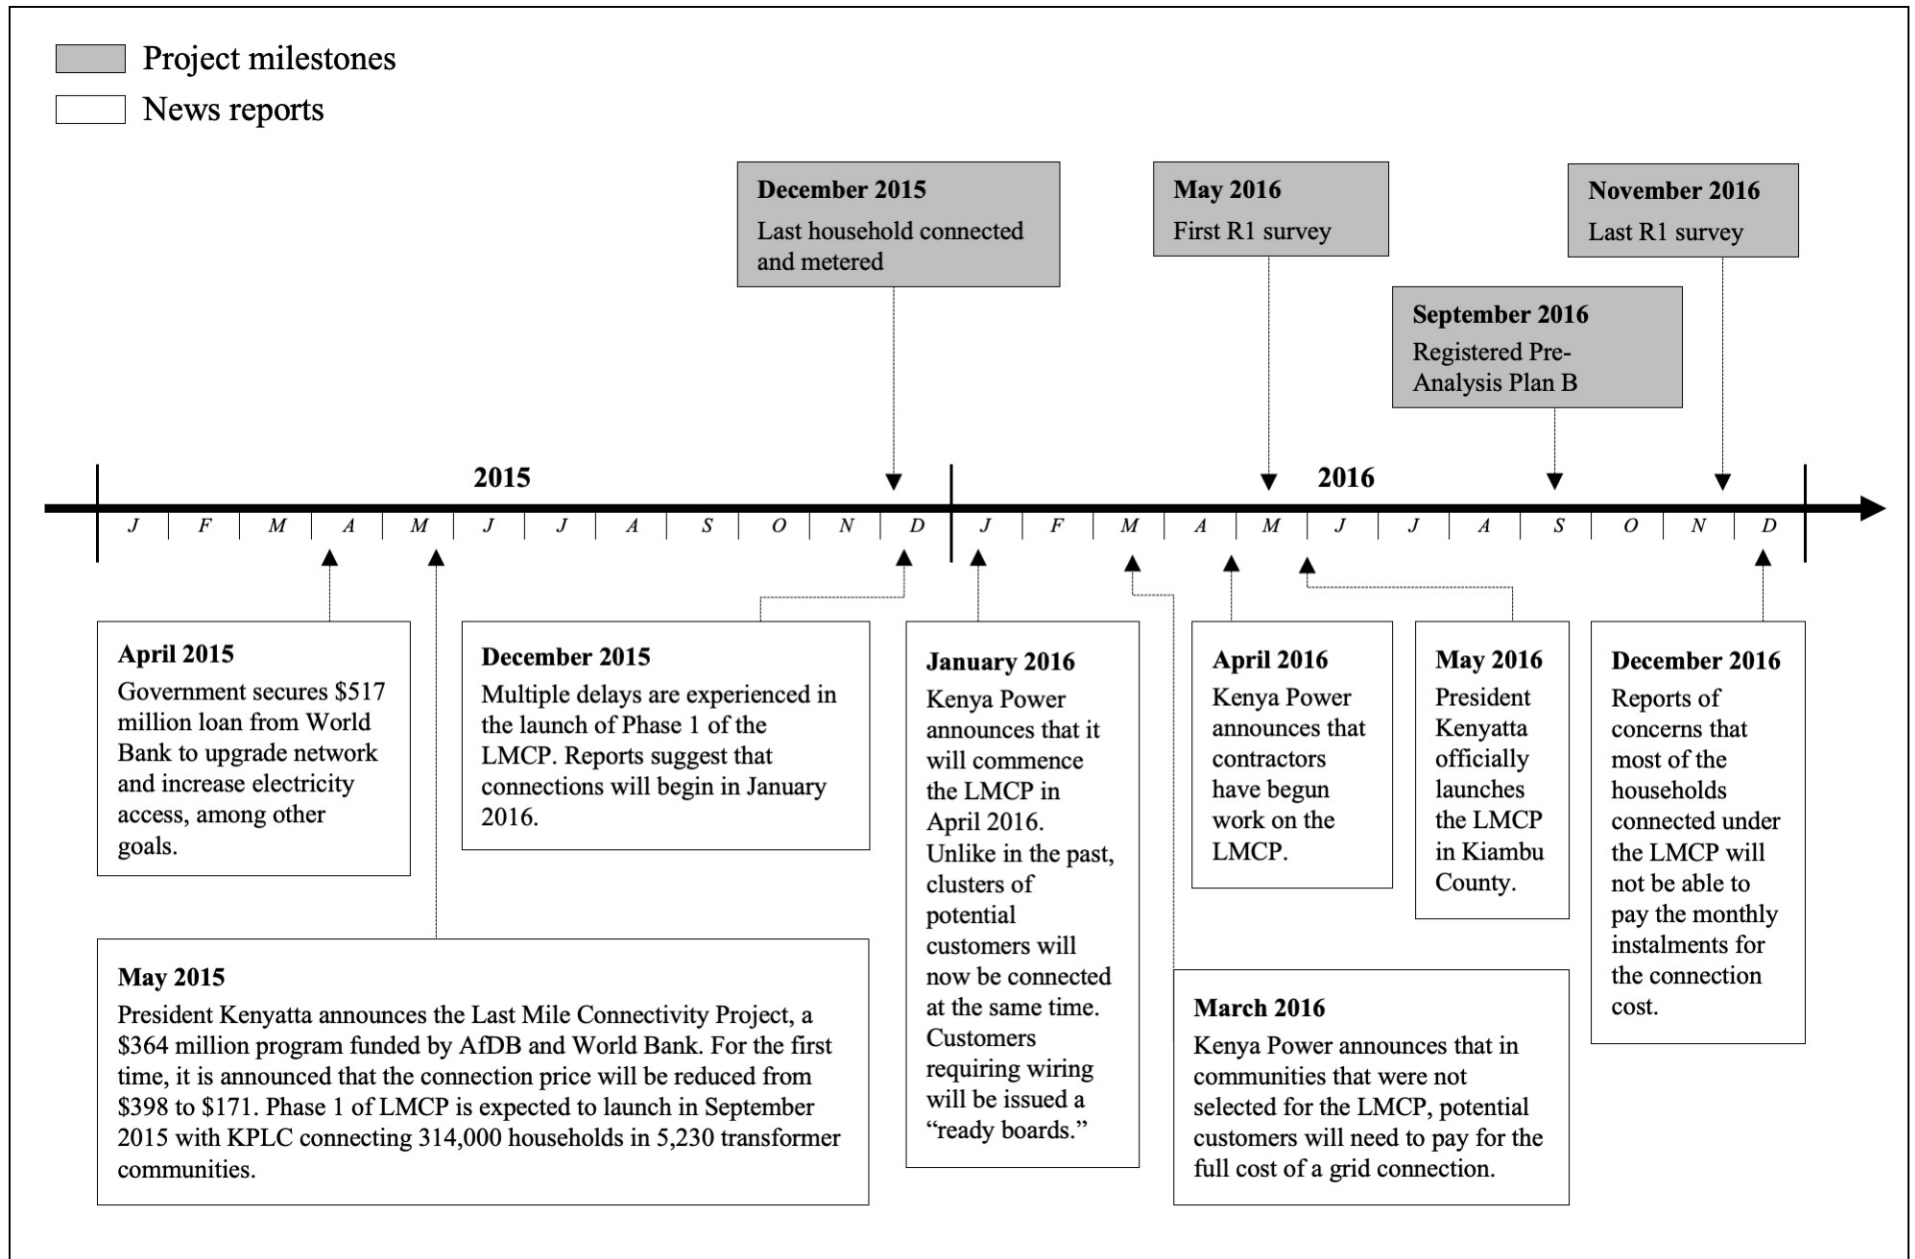 Project milestones
News reports
December 2015
Last household connected
and metered
May 2016
First R1 survey
November 2016
Last R1 survey
September 2016
Registered Pre-
Analysis Plan B
2015
2016
J F M A M J J A S O N D J F M A M J J A S O N D
April 2015
Government secures $517
million loan from World
Bank to upgrade network
and increase electricity
access, among other
goals.
May 2015
President Kenyatta announces the Last Mile Connectivity Project, a
$364 million program funded by AfDB and World Bank. For the first
time, it is announced that the connection price will be reduced from
$398 to $171. Phase 1 of LMCP is expected to launch in September
2015 with KPLC connecting 314,000 households in 5,230 transformer
communities.
December 2015
Multiple delays are experienced in
the launch of Phase 1 of the
LMCP. Reports suggest that
connections will begin in January
2016.
January 2016
Kenya Power
announces that it
will commence
the LMCP in
April 2016.
Unlike in the past,
clusters of
potential
customers will
now be connected
at the same time.
Customers
requiring wiring
will be issued a
“ready boards.”
March 2016
Kenya Power announces that in
communities that were not
selected for the LMCP, potential
customers will need to pay for the
full cost of a grid connection.
April 2016
Kenya Power
announces that
contractors
have begun
work on the
LMCP.
May 2016
President
Kenyatta
officially
launches
the LMCP
in Kiambu
County.
December 2016
Reports of
concerns that
most of the
households
connected under
the LMCP will
not be able to
pay the monthly
instalments for
the connection
cost.